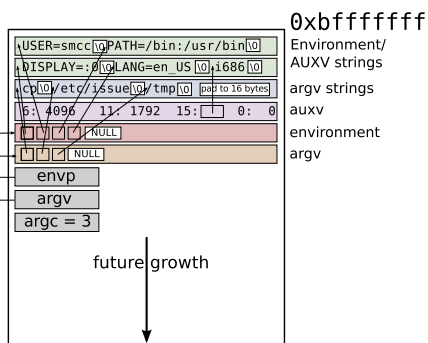 0xbfffffff
USER=smcc\0PATH=/bin:/usr/bin\0
Environment/
AUXV strings
DISPLAY=:0\0LANG=en_US\0i686\0
cp\0/etc/issue\0/tmp\0 pad to 16 bytes
argv strings
6: 4096 11: 1792 15: 0: 0
auxv
NULL
environment
NULL
argv
envp
argv
argc = 3
future growth